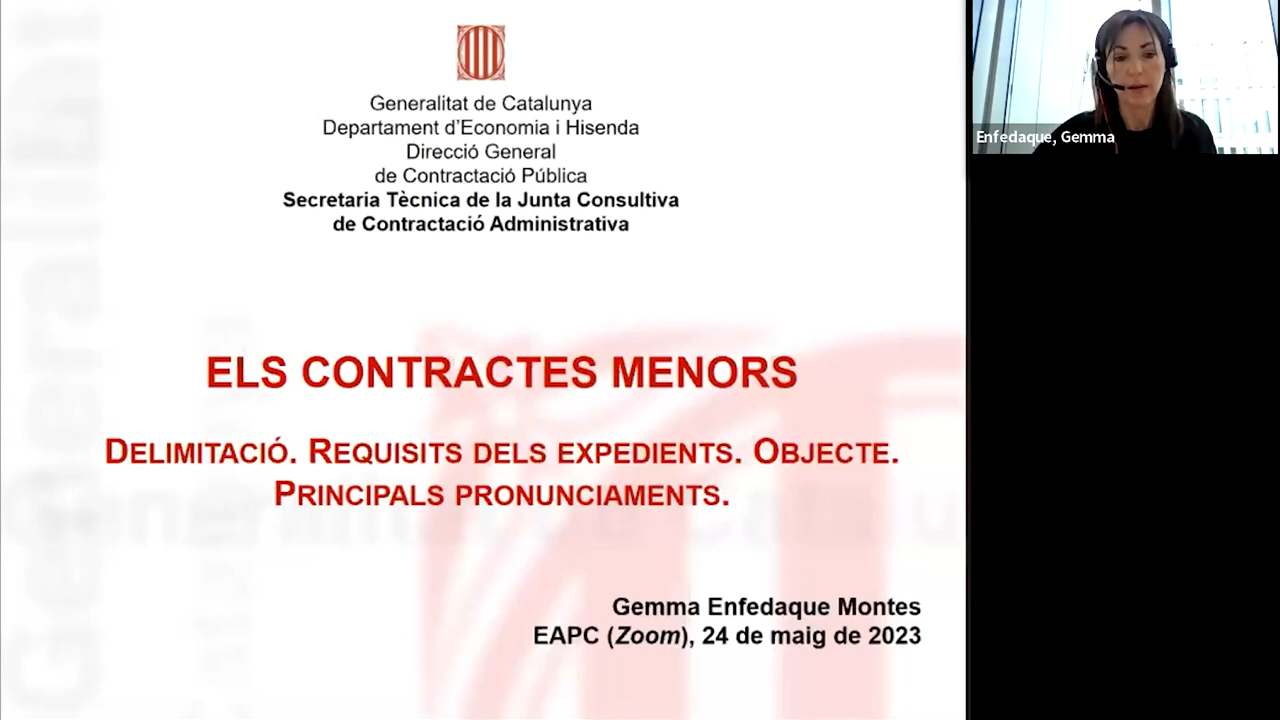 Generalitat de Catalunya
Departament d'Economia i Hisenda
Direcció General
de Contractació Pública
Secretaria Tècnica de la Junta Consultiva
de Contractació Administrativa
ELS CONTRACTES MENORS
DELIMITACIÓ. REQUISITS DELS EXPEDIENTS. OBJECTE.
PRINCIPALS PRONUNCIAMENTS.
Gemma Enfedaque Montes
EAPC (Zoom), 24 de maig de 2023
Enfedaque, Gemma